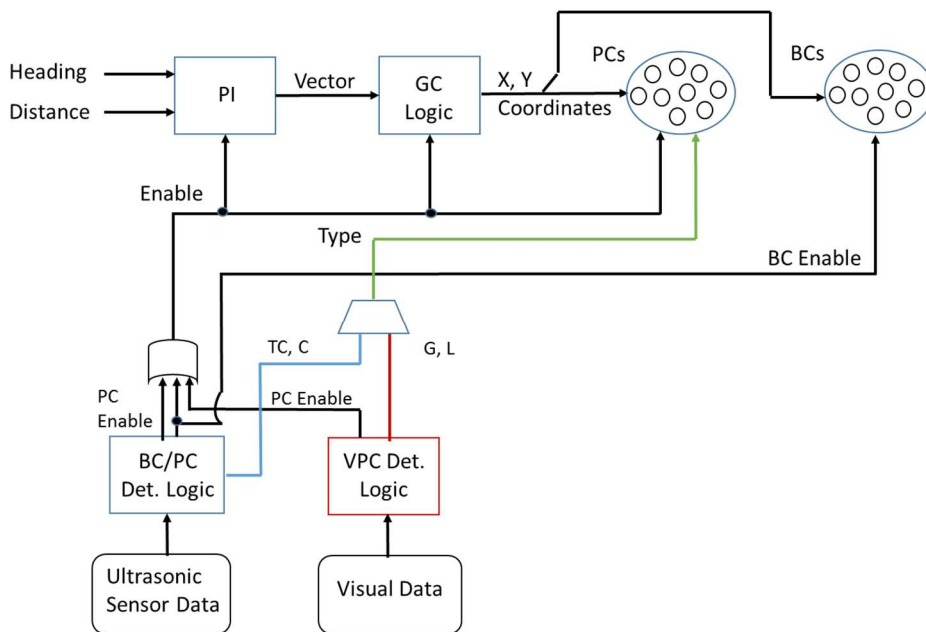 PCs
BCs
Heading
Distance
PI
Vector
GC
Logic
X, Y
Coordinates
Enable
Type
BC Enable
TC, C
G, L
PC
Enable
PC Enable
BC/PC
Det. Logic
VPC Det.
Logic
Ultrasonic
Sensor Data
Visual Data